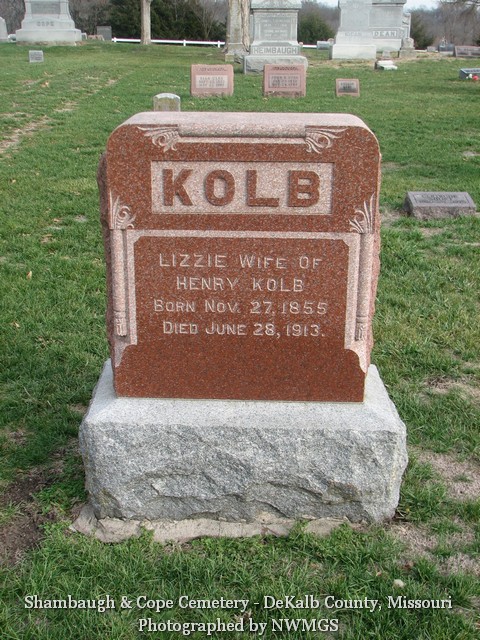 HEIMBAUGH
KOLB
LIZZIE WIFE OF
HENRY KOLB
BORN NOV. 27, 1855
DIED JUNE 28, 1913.
Shambaugh & Cope Cemetery - DeKalb County, Missouri
Photographed by NWMGS